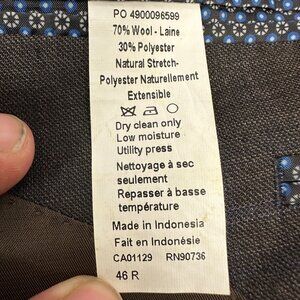 PO 4900096599
70% Wool - Laine
30% Polyester
Natural Stretch-
Polyester Naturellement
Extensible
Dry clean only
Low moisture
Utility press
Nettoyage à sec
seulement
Repasser à basse
température
Made in Indonesia
Fait en Indonésie
CA01129 RN90736
46 R